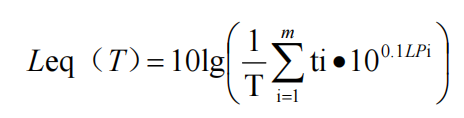 Leq （T）= 10lg( 1/T m∑i=1 ti • 10^0.1LPi )